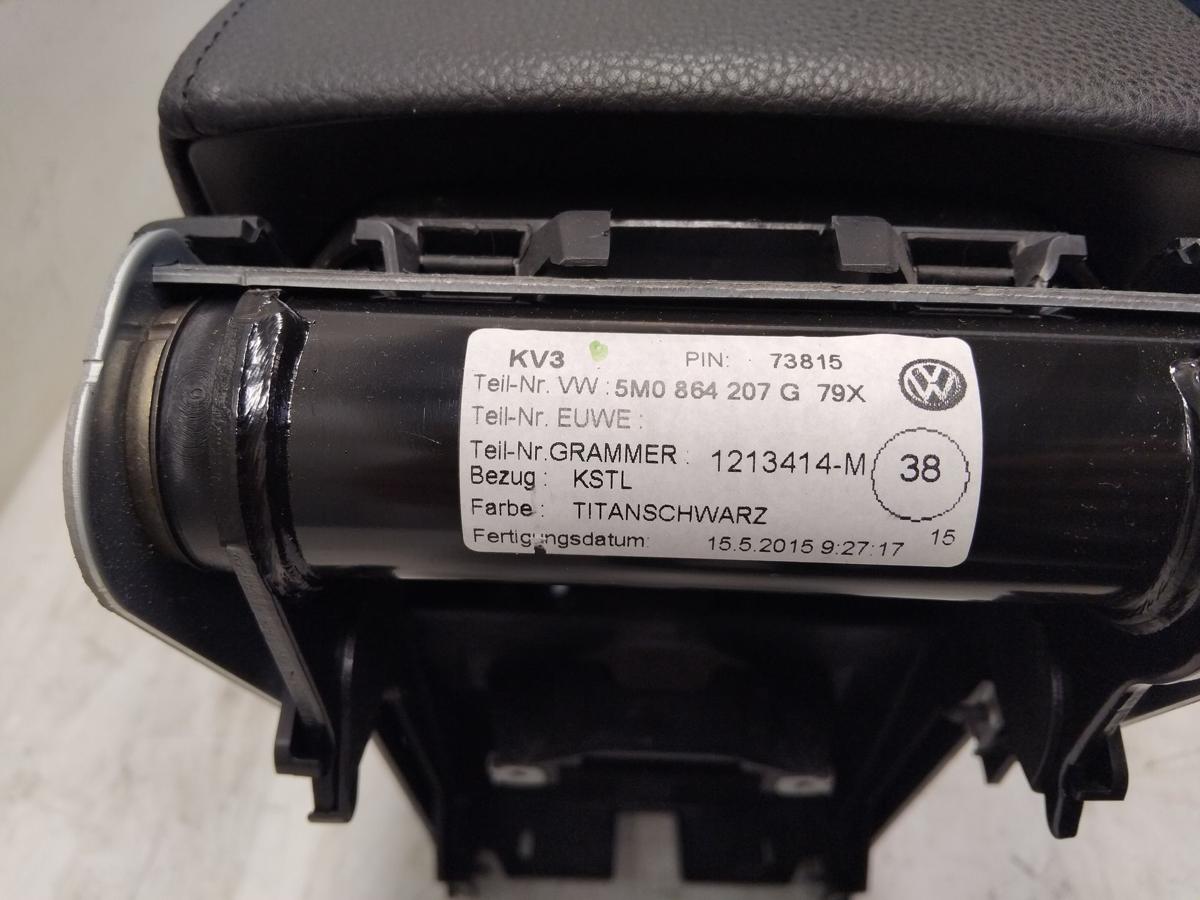 KV3 PIN: 73815
Teil-Nr. VW : 5M0 864 207 G 79X
Teil-Nr. EUWE :
Teil-Nr.GRAMMER : 1213414-M 38
Bezug : KSTL
Farbe : TITANSCHWARZ
Fertigungsdatum: 15.5.2015 9:27:17 15